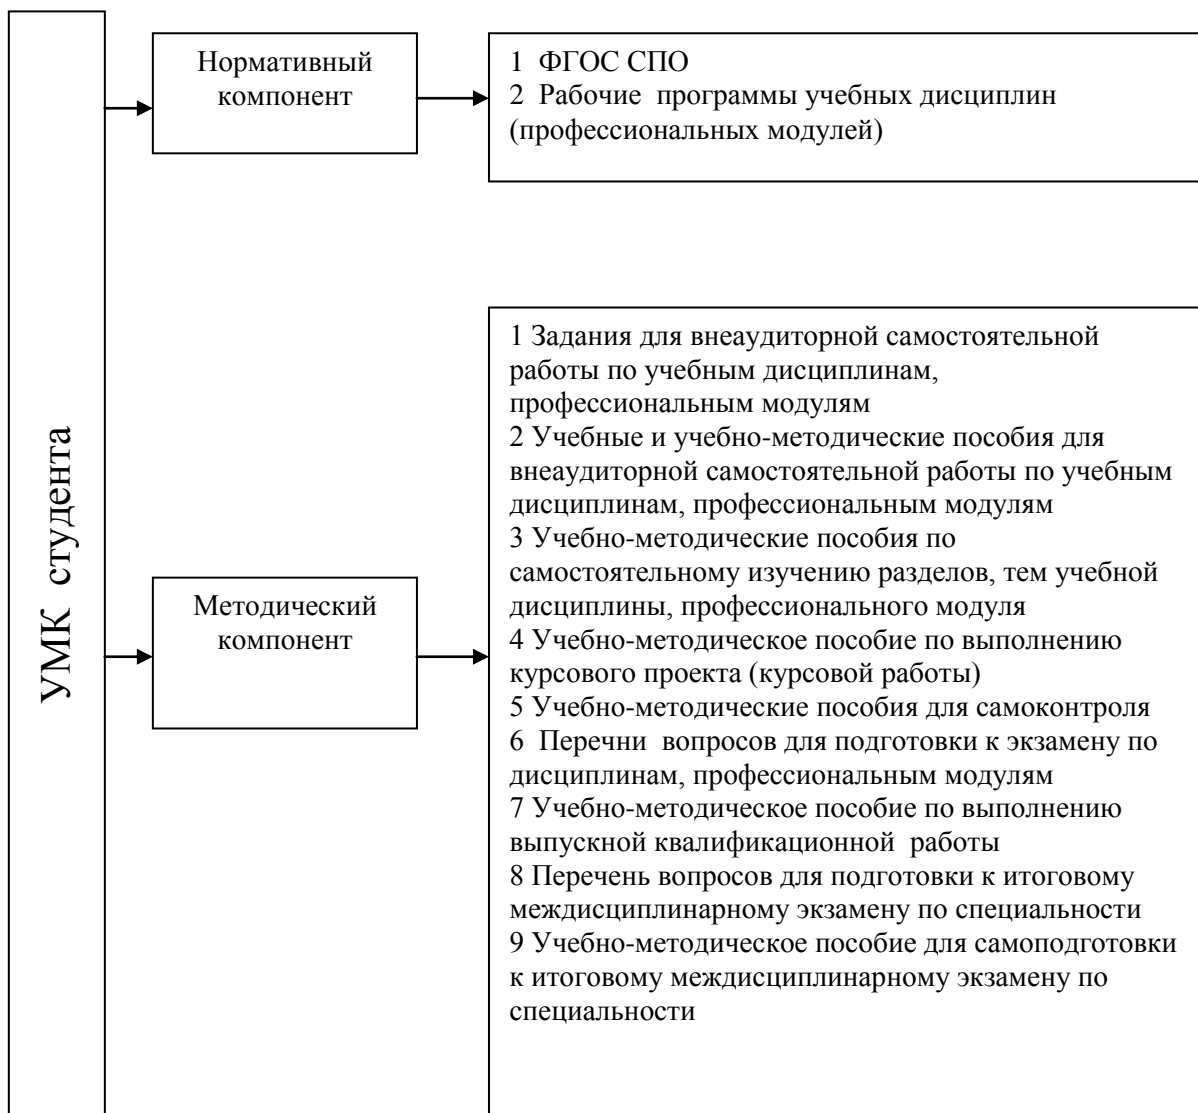 УМК студента
Нормативный
компонент
1 ФГОС СПО
2 Рабочие программы учебных дисциплин
(профессиональных модулей)
Методический
компонент
1 Задания для внеаудиторной самостоятельной
работы по учебным дисциплинам,
профессиональным модулям
2 Учебные и учебно-методические пособия для
внеаудиторной самостоятельной работы по учебным
дисциплинам, профессиональным модулям
3 Учебно-методические пособия по
самостоятельному изучению разделов, тем учебной
дисциплины, профессионального модуля
4 Учебно-методическое пособие по выполнению
курсового проекта (курсовой работы)
5 Учебно-методические пособия для самоконтроля
6 Перечни вопросов для подготовки к экзамену по
дисциплинам, профессиональным модулям
7 Учебно-методическое пособие по выполнению
выпускной квалификационной работы
8 Перечень вопросов для подготовки к итоговому
междисциплинарному экзамену по специальности
9 Учебно-методическое пособие для самоподготовки
к итоговому междисциплинарному экзамену по
специальности